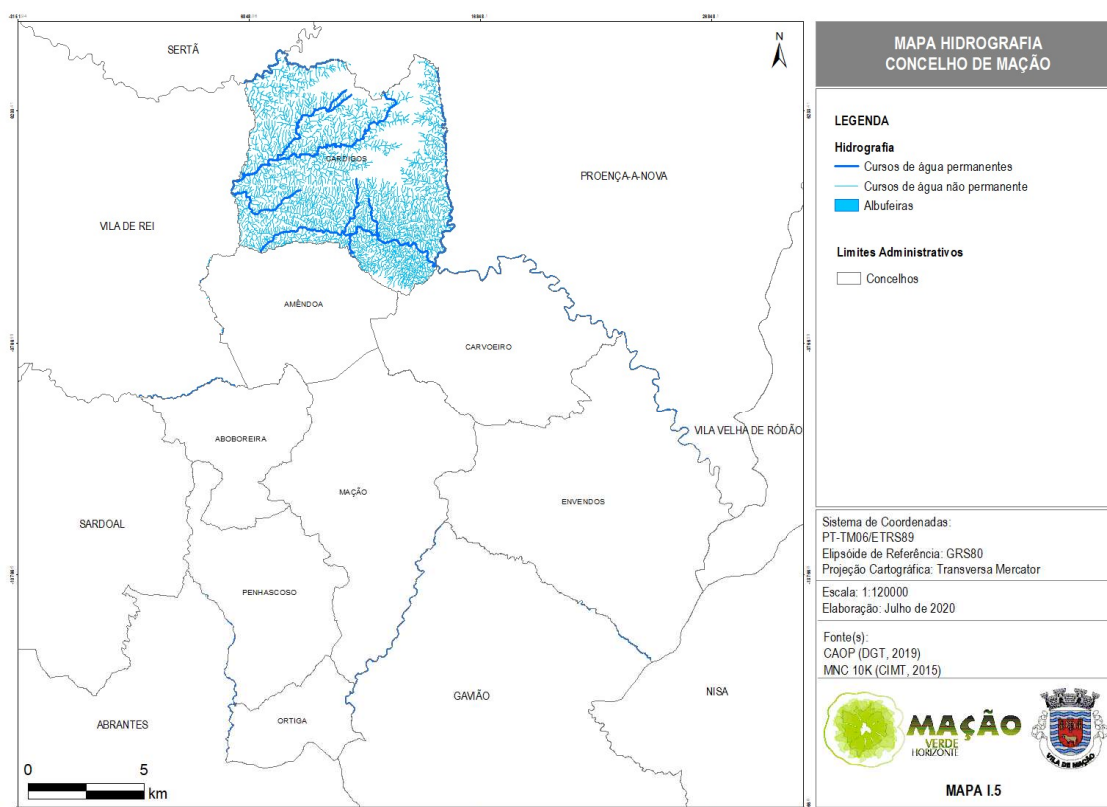 SERTÃ
N
CARDIGOS
PROENÇA-A-NOVA
VILA DE REI
AMÊNDOA
CARVOEIRO
ABOBOREIRA
VILA VELHA DE RÓDÃO
MAÇÃO
ENVENDOS
SARDOAL
PENHASCOSO
GAVIÃO
NISA
ORTIGA
ABRANTES
0 5
km
MAPA HIDROGRAFIA
CONCELHO DE MAÇÃO
LEGENDA
Hidrografia
Cursos de água permanentes
Cursos de água não permanente
Albufeiras
Limites Administrativos
Concelhos
Sistema de Coordenadas:
PT-TM06/ETRS89
Elipsóide de Referência: GRS80
Projeção Cartográfica: Transversa Mercator
Escala: 1:120000
Elaboração: Julho de 2020
Fonte(s):
CAOP (DGT, 2019)
MNC 10K (CIMT, 2015)
MAÇÃO
VERDE
HORIZONTE
VILA DE MAÇÃO
MAPA I.5